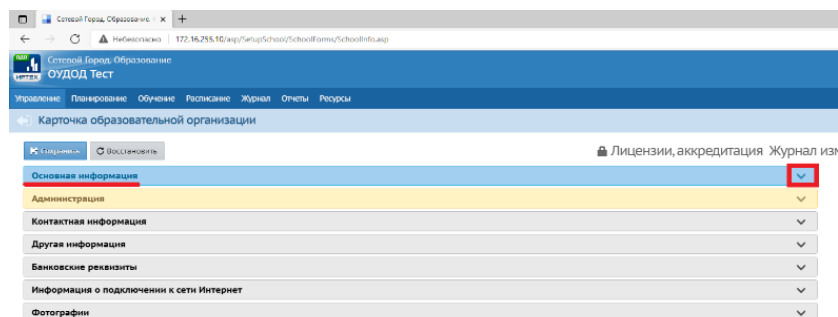 Сетевой Город. Образование.
Небезопасно 172.16.255.10/asp/SetupSchool/SchoolForms/SchoolInfo.asp
Сетевой Город. Образование
ОУДОД Тест
ИРТЕХ
Управление Планирование Обучение Расписание Журнал Отчеты Ресурсы
Карточка образовательной организации
Сохранить Восстановить Лицензии, аккредитация Журнал изм
Основная информация
Администрация
Контактная информация
Другая информация
Банковские реквизиты
Информация о подключении к сети Интернет
Фотографии